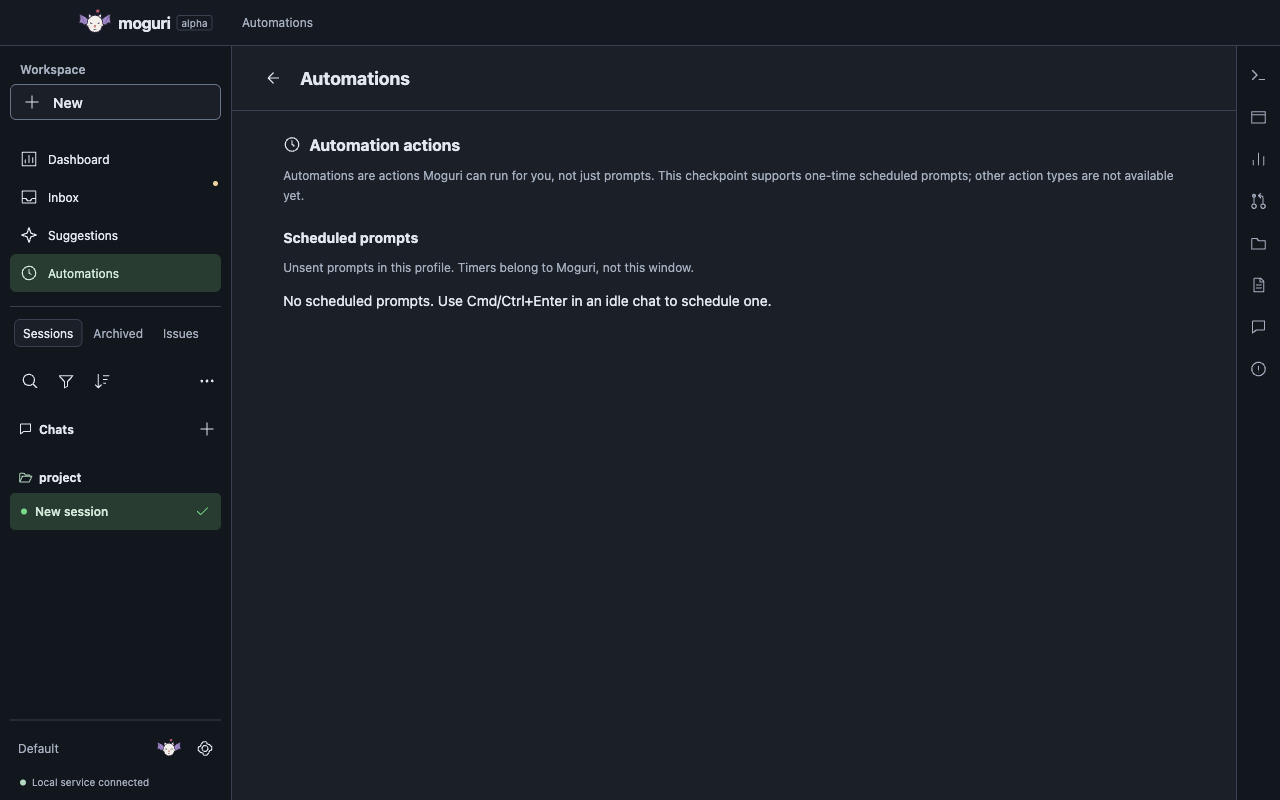 moguri
alpha
Automations
Workspace
New
Dashboard
Inbox
Suggestions
Automations
Sessions
Archived
Issues
Chats
project
New session
Default
Local service connected
Automations
Automation actions
Automations are actions Moguri can run for you, not just prompts. This checkpoint supports one-time scheduled prompts; other action types are not available
yet.
Scheduled prompts
Unsent prompts in this profile. Timers belong to Moguri, not this window.
No scheduled prompts. Use Cmd/Ctrl+Enter in an idle chat to schedule one.